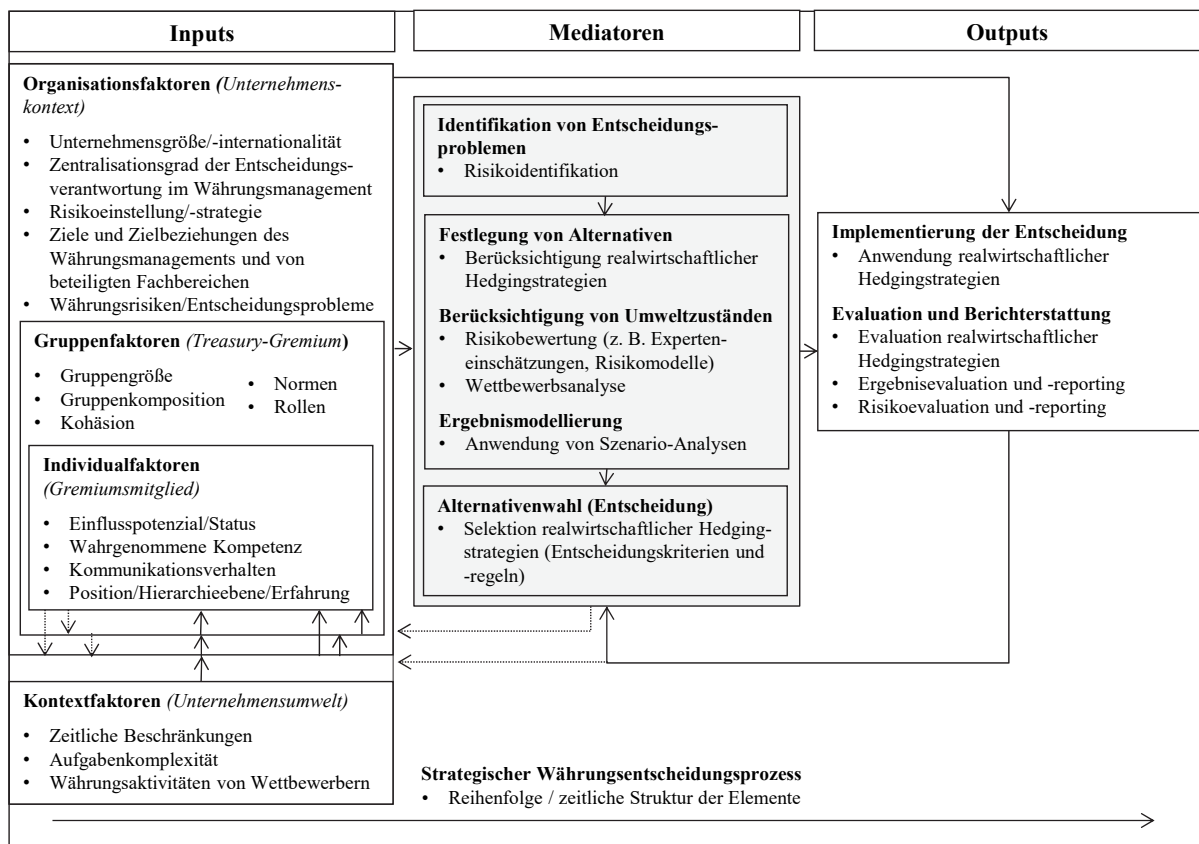 Inputs
Mediatoren
Outputs
Organisationsfaktoren (Unternehmens-
kontext)
• Unternehmensgröße/-internationalität
• Zentralisationsgrad der Entscheidungs-
verantwortung im Währungsmanagement
• Risikoeinstellung/-strategie
• Ziele und Zielbeziehungen des
Währungsmanagements und von
beteiligten Fachbereichen
• Währungsrisiken/Entscheidungsprobleme
Gruppenfaktoren (Treasury-Gremium)
• Gruppengröße
• Gruppenkomposition
• Kohäsion
• Normen
• Rollen
Individualfaktoren
(Gremiumsmitglied)
• Einflusspotenzial/Status
• Wahrgenommene Kompetenz
• Kommunikationsverhalten
• Position/Hierarchieebene/Erfahrung
Kontextfaktoren (Unternehmensumwelt)
• Zeitliche Beschränkungen
• Aufgabenkomplexität
• Währungsaktivitäten von Wettbewerbern
Identifikation von Entscheidungs-
problemen
• Risikoidentifikation
Festlegung von Alternativen
• Berücksichtigung realwirtschaftlicher
Hedgingstrategien
Berücksichtigung von Umweltzuständen
• Risikobewertung (z. B. Experten-
einschätzungen, Risikomodelle)
• Wettbewerbsanalyse
Ergebnismodellierung
• Anwendung von Szenario-Analysen
Alternativenwahl (Entscheidung)
• Selektion realwirtschaftlicher Hedging-
strategien (Entscheidungskriterien und
-regeln)
Implementierung der Entscheidung
• Anwendung realwirtschaftlicher
Hedgingstrategien
Evaluation und Berichterstattung
• Evaluation realwirtschaftlicher
Hedgingstrategien
• Ergebnisevaluation und -reporting
• Risikoevaluation und -reporting
Strategischer Währungsentscheidungsprozess
• Reihenfolge / zeitliche Struktur der Elemente